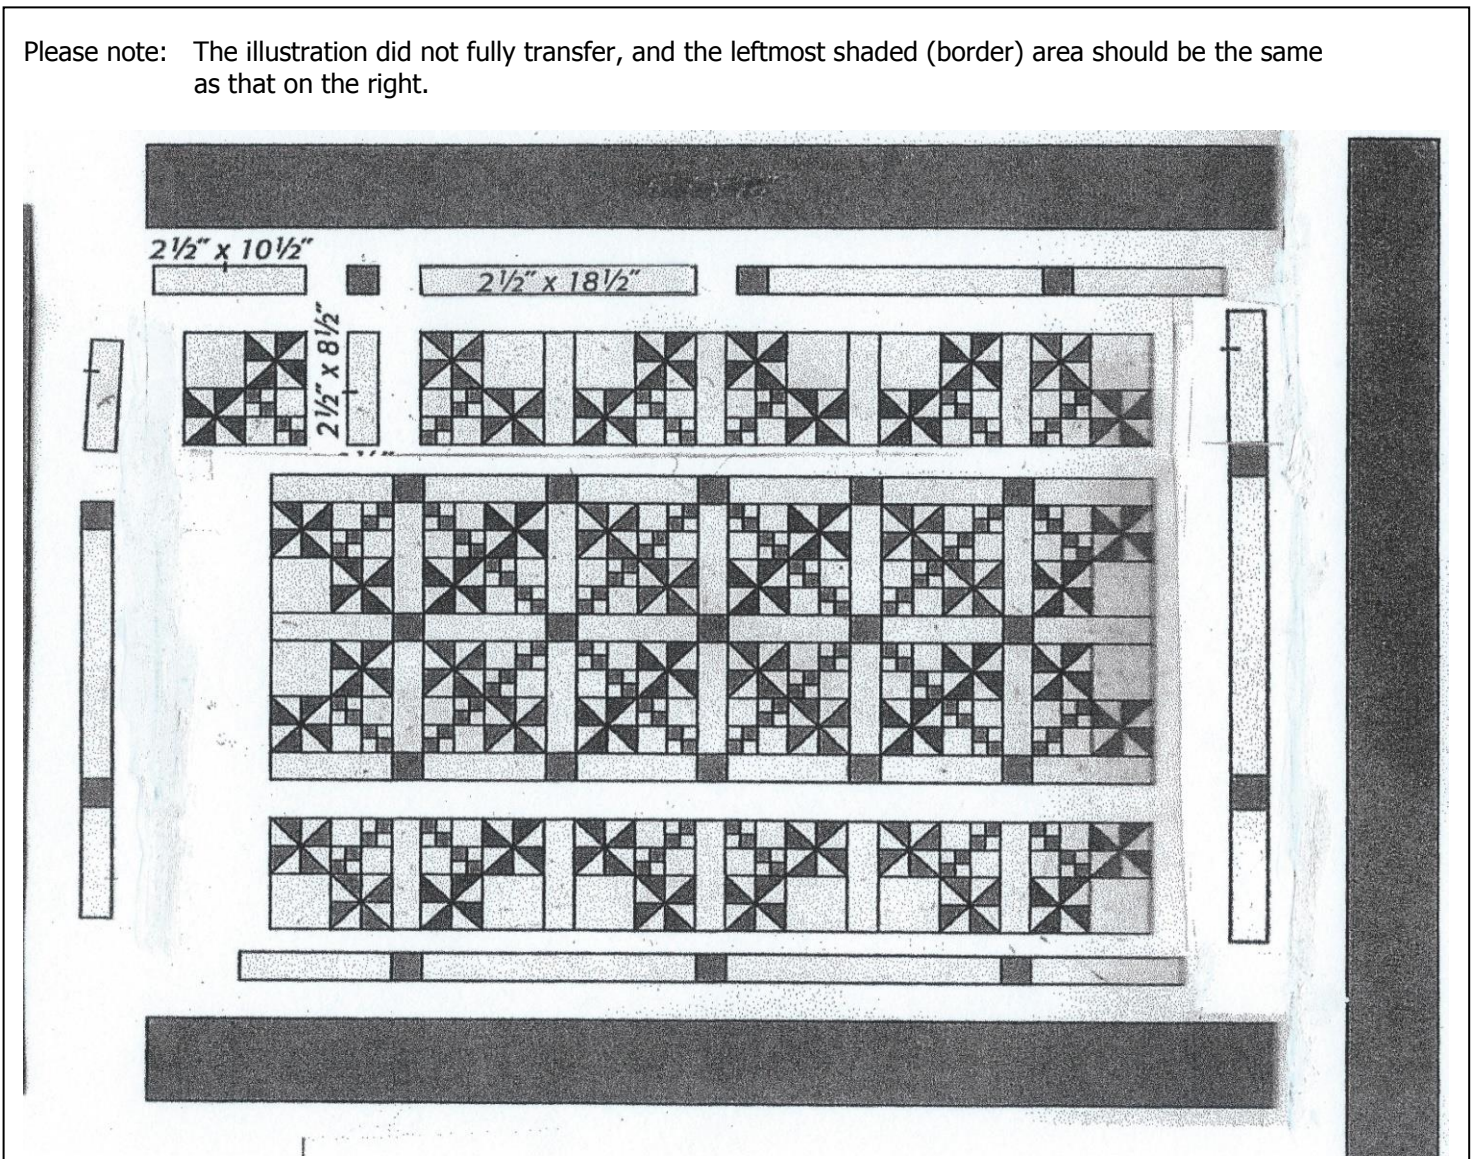 Please note: The illustration did not fully transfer, and the leftmost shaded (border) area should be the same
as that on the right.
2½" x 10½"
2½" x 18½"
2½" x 8½"